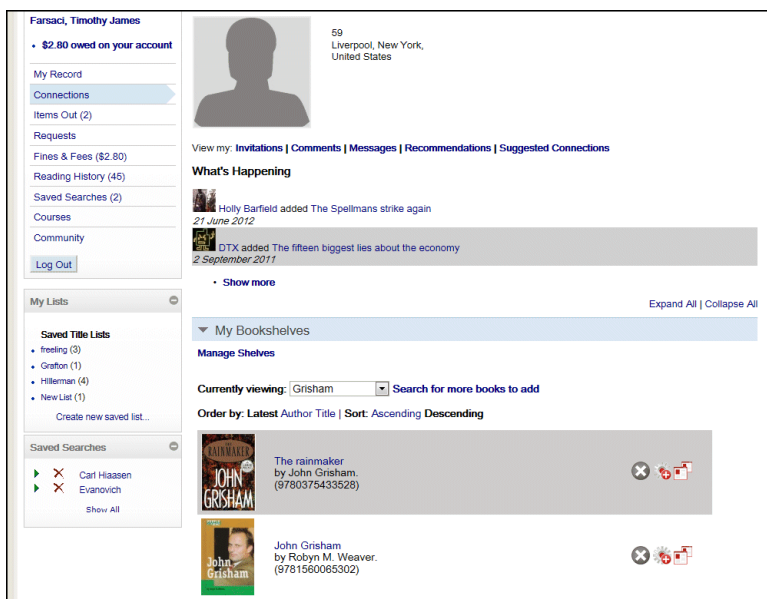 Farsaci, Timothy James
• $2.80 owed on your account
My Record
Connections
Items Out (2)
Requests
Fines & Fees ($2.80)
Reading History (45)
Saved Searches (2)
Courses
Community
Log Out
My Lists
Saved Title Lists
• freeling (3)
• Grafton (1)
• HIllerman (4)
• New List (1)
Create new saved list...
Saved Searches
Carl Hiaasen
Evanovich
Show All
59
Liverpool, New York,
United States
View my: Invitations | Comments | Messages | Recommendations | Suggested Connections
What's Happening
Holly Barfield added The Spellmans strike again
21 June 2012
DTX added The fifteen biggest lies about the economy
2 September 2011
• Show more
Expand All | Collapse All
My Bookshelves
Manage Shelves
Currently viewing: Grisham Search for more books to add
Order by: Latest Author Title | Sort: Ascending Descending
RAINMAKER
JOHN
GRISHAM
The rainmaker
by John Grisham.
(9780375433528)
John
Grisham
John Grisham
by Robyn M. Weaver.
(9781560065302)